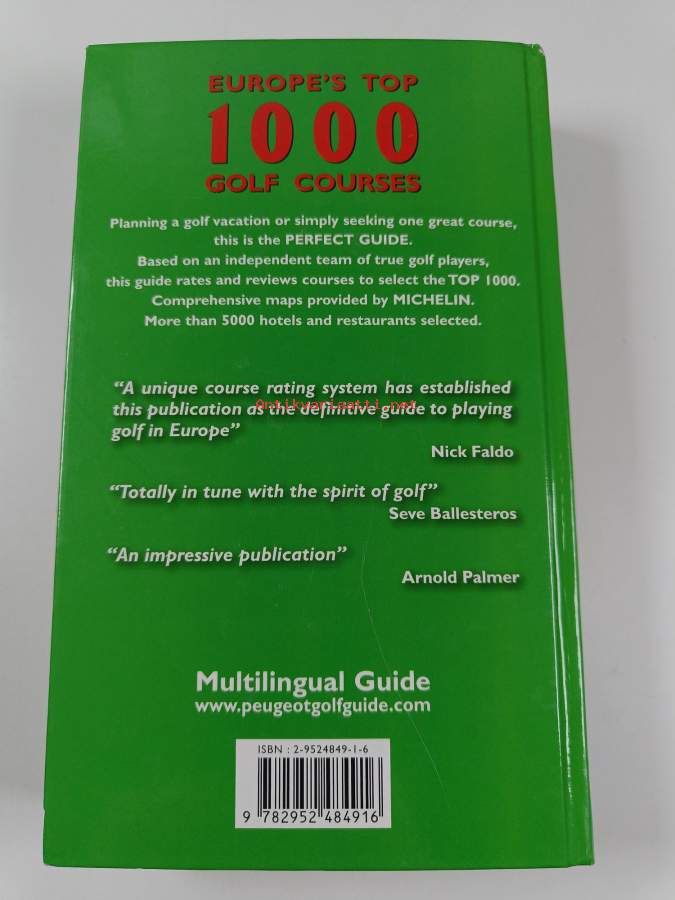 EUROPE'S TOP
1000
GOLF COURSES
Planning a golf vacation or simply seeking one great course,
this is the PERFECT GUIDE.
Based on an independent team of true golf players,
this guide rates and reviews courses to select the TOP 1000.
Comprehensive maps provided by MICHELIN.
More than 5000 hotels and restaurants selected.
“A unique course rating system has established
this publication as the definitive guide to playing
Antikvariaatti.net
golf in Europe”
Nick Faldo
“Totally in tune with the spirit of golf”
Seve Ballesteros
“An impressive publication”
Arnold Palmer
Multilingual Guide
www.peugeotgolfguide.com
ISBN : 2-9524849-1-6
9 782952 484916